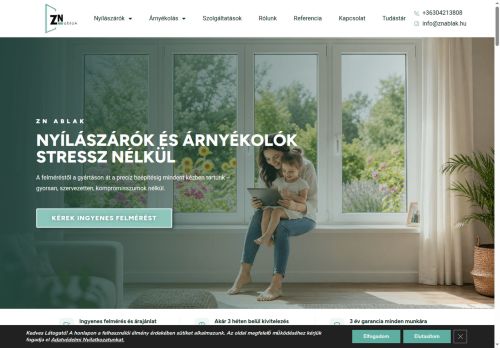 ZN
Nyílászárók
Árnyékolás
Szolgáltatások
Rólunk
Referencia
Kapcsolat
Tudástár
+36304213808
info@znablak.hu
ZN ABLAK
NYÍLÁSZÁRÓK ÉS ÁRNYÉKOLÓK
STRESSZ NÉLKÜL
A felméréstől a gyártáson át a precíz beépítésig mindent kézben tartunk –
gyorsan, szervezetten, kompromisszumok nélkül.
KÉREK INGYENES FELMÉRÉST
Ingyenes felmérés és árajánlat
Akár 3 héten belül kivitelezés
3 év garancia minden munkára
Kedves Látogató! A honlapon a felhasználói élmény érdekében sütiket alkalmazunk. Az oldal megfelelő működéséhez kérjük
fogadja el Adatvédelmi Nyilatkozatunkat.
Elfogadom
Elutasítom